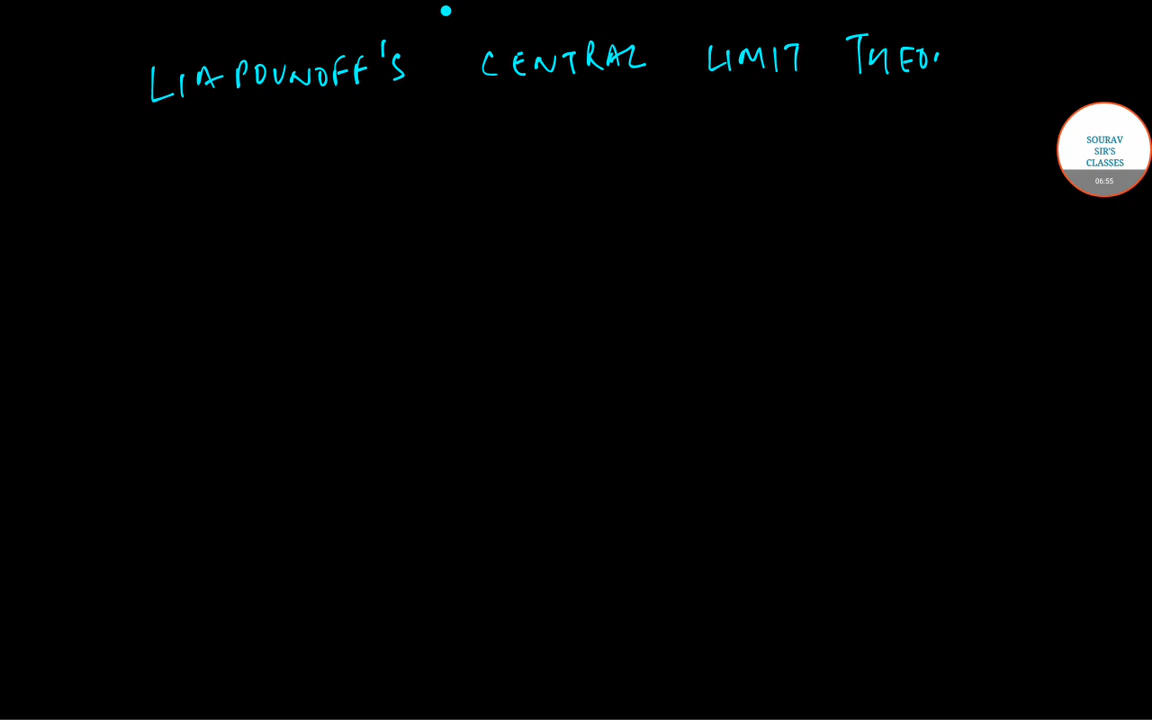 LIAPOUNOFF'S CENTRAL LIMIT THEO
SOURAV
SIR'S
CLASSES
06:55